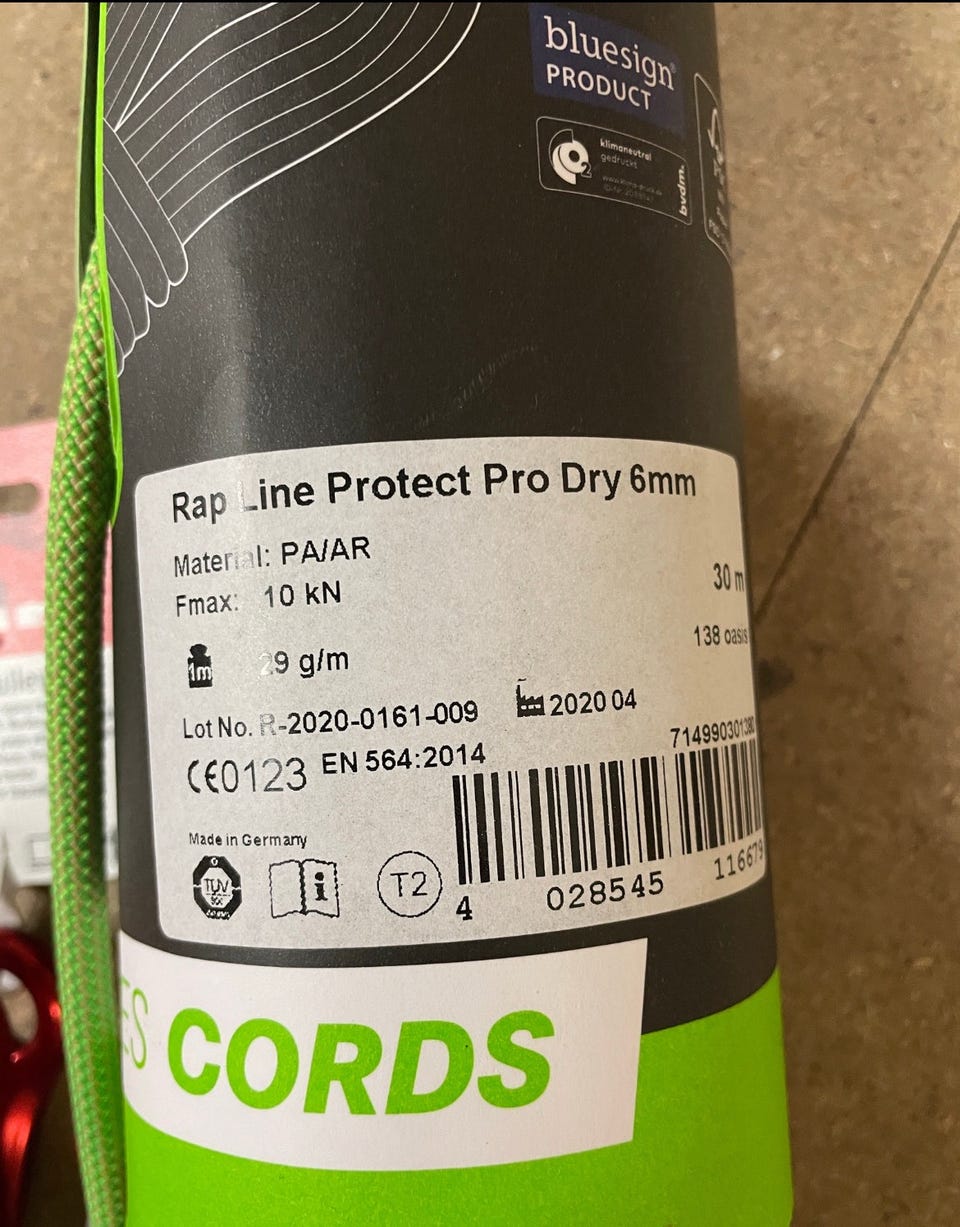 bluesign®
PRODUCT
klimaneutral
gedruckt
bvdm.
Rap Line Protect Pro Dry 6mm
Material: PA/AR
Fmax: 10 kN
30 m
138 oasis
1m
29 g/m
Lot No. R-2020-0161-009
2020 04
714990301380
CE0123 EN 564:2014
Made in Germany
TÜV
i
T2
4 028545 116679
ES CORDS